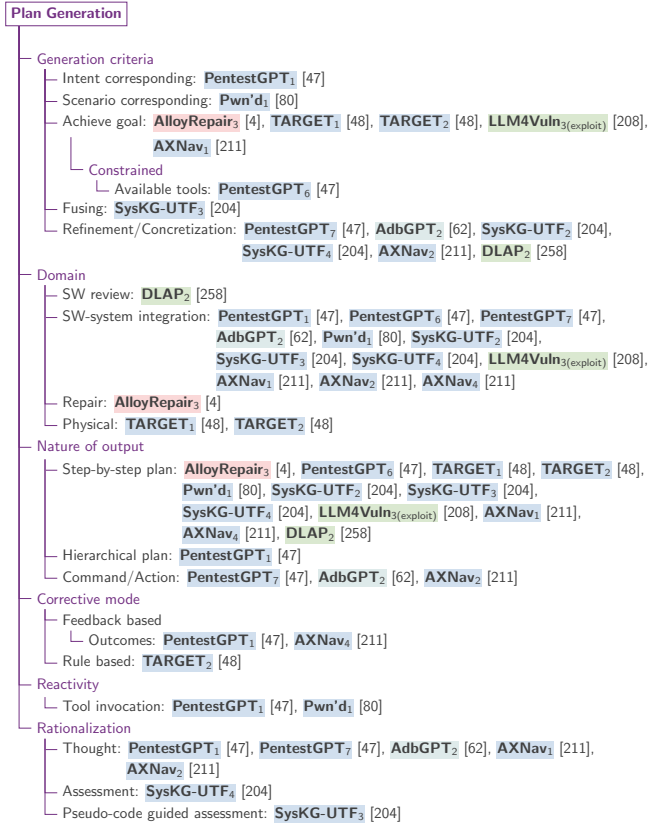 Plan Generation
Generation criteria
Intent corresponding: PentestGPT1 [47]
Scenario corresponding: Pwn'd1 [80]
Achieve goal: AlloyRepair3 [4], TARGET1 [48], TARGET2 [48], LLM4Vuln3(exploit) [208],
AXNav1 [211]
Constrained
Available tools: PentestGPT6 [47]
Fusing: SysKG-UTF3 [204]
Refinement/Concretization: PentestGPT7 [47], AdbGPT2 [62], SysKG-UTF2 [204],
SysKG-UTF4 [204], AXNav2 [211], DLAP2 [258]
Domain
SW review: DLAP2 [258]
SW-system integration: PentestGPT1 [47], PentestGPT6 [47], PentestGPT7 [47],
AdbGPT2 [62], Pwn'd1 [80], SysKG-UTF2 [204],
SysKG-UTF3 [204], SysKG-UTF4 [204], LLM4Vuln3(exploit) [208],
AXNav1 [211], AXNav2 [211], AXNav4 [211]
Repair: AlloyRepair3 [4]
Physical: TARGET1 [48], TARGET2 [48]
Nature of output
Step-by-step plan: AlloyRepair3 [4], PentestGPT6 [47], TARGET1 [48], TARGET2 [48],
Pwn'd1 [80], SysKG-UTF2 [204], SysKG-UTF3 [204],
SysKG-UTF4 [204], LLM4Vuln3(exploit) [208], AXNav1 [211],
AXNav4 [211], DLAP2 [258]
Hierarchical plan: PentestGPT1 [47]
Command/Action: PentestGPT7 [47], AdbGPT2 [62], AXNav2 [211]
Corrective mode
Feedback based
Outcomes: PentestGPT1 [47], AXNav4 [211]
Rule based: TARGET2 [48]
Reactivity
Tool invocation: PentestGPT1 [47], Pwn'd1 [80]
Rationalization
Thought: PentestGPT1 [47], PentestGPT7 [47], AdbGPT2 [62], AXNav1 [211],
AXNav2 [211]
Assessment: SysKG-UTF4 [204]
Pseudo-code guided assessment: SysKG-UTF3 [204]